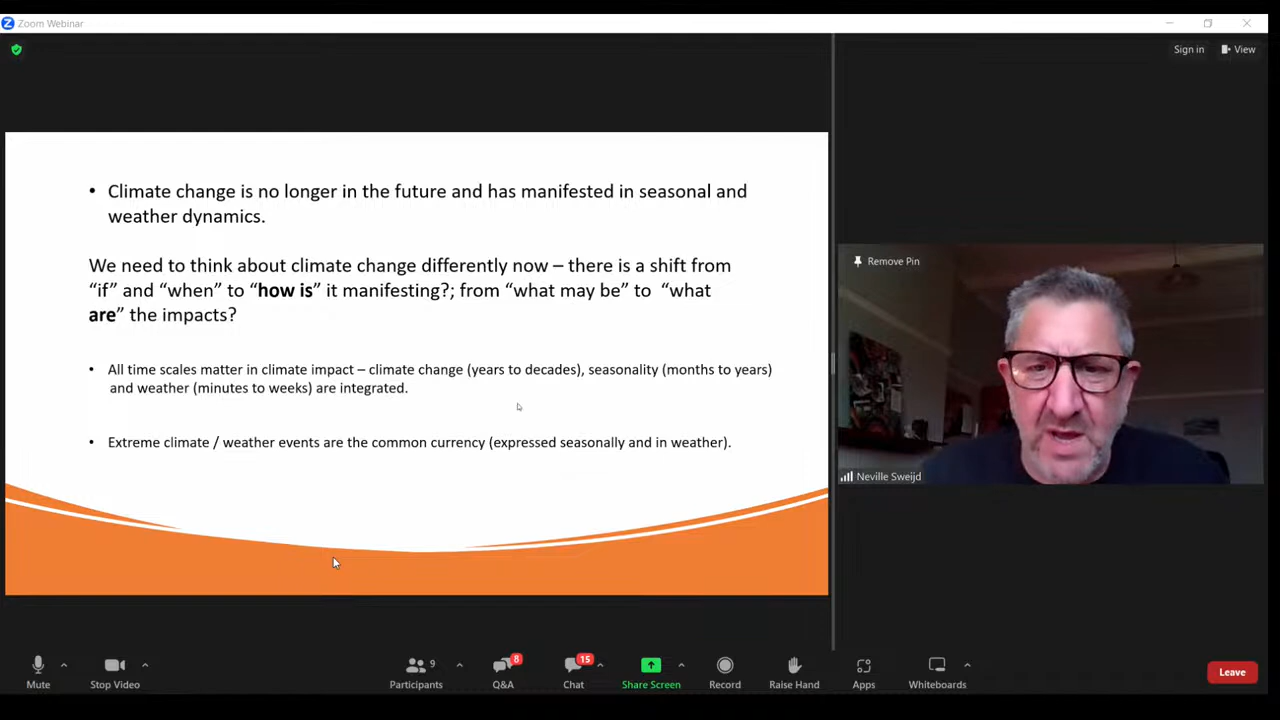 Zoom Webinar
Sign in
View
• Climate change is no longer in the future and has manifested in seasonal and
weather dynamics.
We need to think about climate change differently now – there is a shift from
“if” and “when” to “how is” it manifesting?; from “what may be” to “what
are” the impacts?
• All time scales matter in climate impact – climate change (years to decades), seasonality (months to years)
and weather (minutes to weeks) are integrated.
• Extreme climate / weather events are the common currency (expressed seasonally and in weather).
Remove Pin
Neville Sweijd
9
8
15
Mute
Stop Video
Participants
Q&A
Chat
Share Screen
Record
Raise Hand
Apps
Whiteboards
Leave